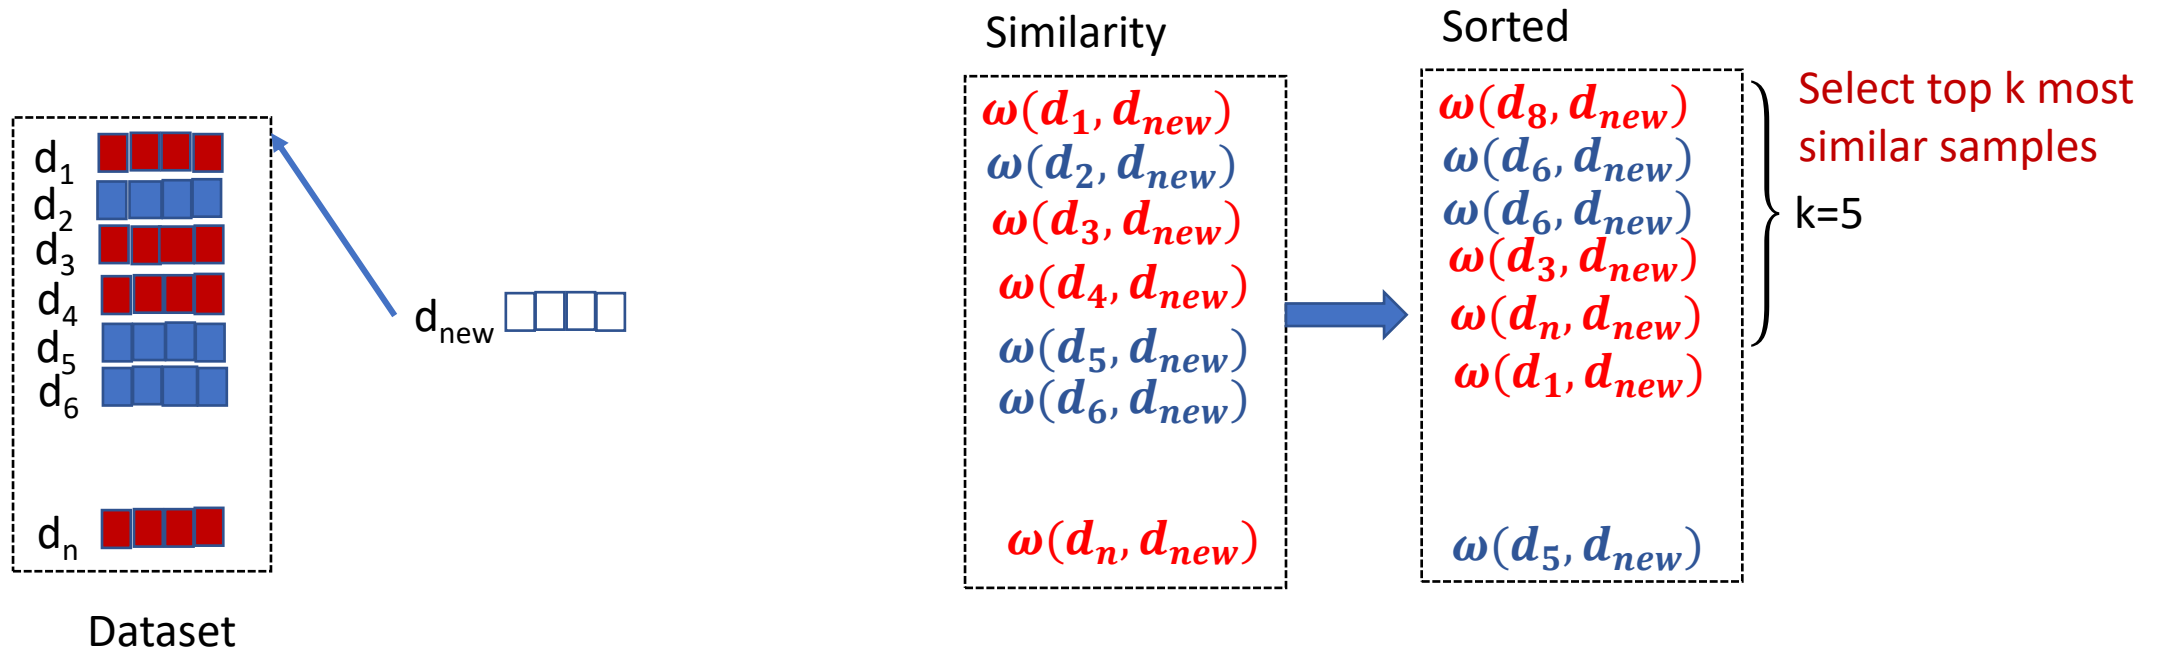 d1
d2
d3
d4
d5
d6
dn
Dataset
dnew
Similarity
ω(d1, dnew)
ω(d2, dnew)
ω(d3, dnew)
ω(d4, dnew)
ω(d5, dnew)
ω(d6, dnew)
ω(dn, dnew)
Sorted
ω(d8, dnew)
ω(d6, dnew)
ω(d6, dnew)
ω(d3, dnew)
ω(dn, dnew)
ω(d1, dnew)
ω(d5, dnew)
Select top k most
similar samples
k=5